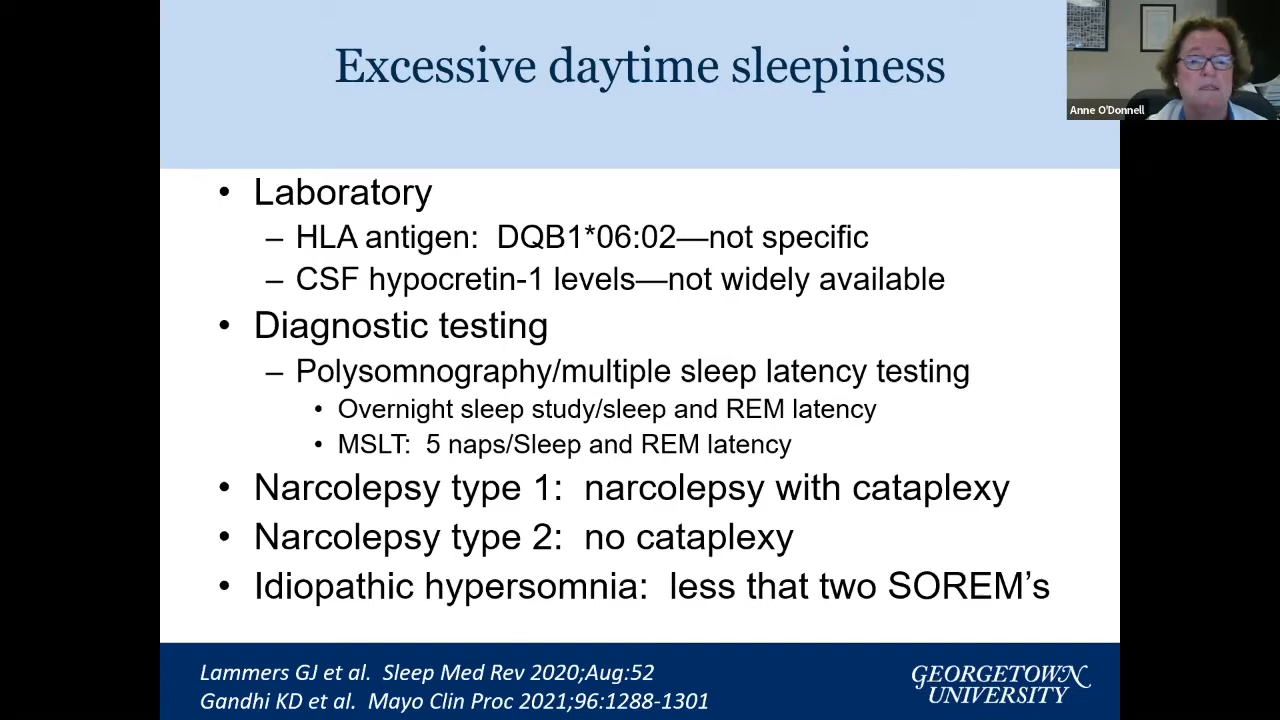 Excessive daytime sleepiness
Anne O'Donnell
• Laboratory
– HLA antigen:  DQB1*06:02—not specific
– CSF hypocretin-1 levels—not widely available
• Diagnostic testing
– Polysomnography/multiple sleep latency testing
• Overnight sleep study/sleep and REM latency
• MSLT:  5 naps/Sleep and REM latency
• Narcolepsy type 1:  narcolepsy with cataplexy
• Narcolepsy type 2:  no cataplexy
• Idiopathic hypersomnia:  less that two SOREM’s
Lammers GJ et al.  Sleep Med Rev 2020;Aug:52
Gandhi KD et al.  Mayo Clin Proc 2021;96:1288-1301
GEORGETOWN
UNIVERSITY